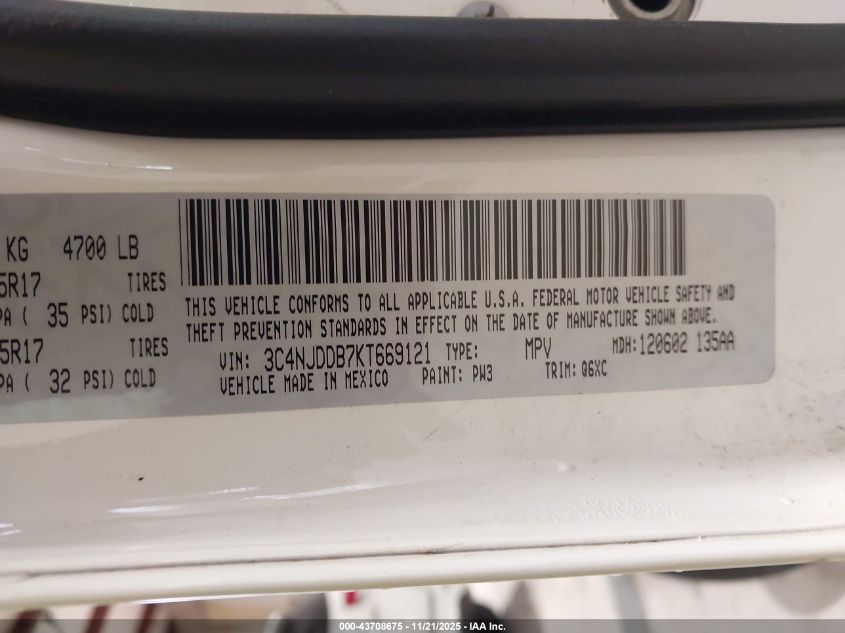 KG 4700 LB
5R17 TIRES
PA ( 35 PSI) COLD
5R17 TIRES
PA ( 32 PSI) COLD
THIS VEHICLE CONFORMS TO ALL APPLICABLE U.S.A. FEDERAL MOTOR VEHICLE SAFETY AND
THEFT PREVENTION STANDARDS IN EFFECT ON THE DATE OF MANUFACTURE SHOWN ABOVE.
VIN: 3C4NJDDB7KT669121 TYPE: MPV MDH:120602 135AA
VEHICLE MADE IN MEXICO PAINT: PW3 TRIM: Q6XC
000-43708675 - 11/21/2025 - IAA Inc.